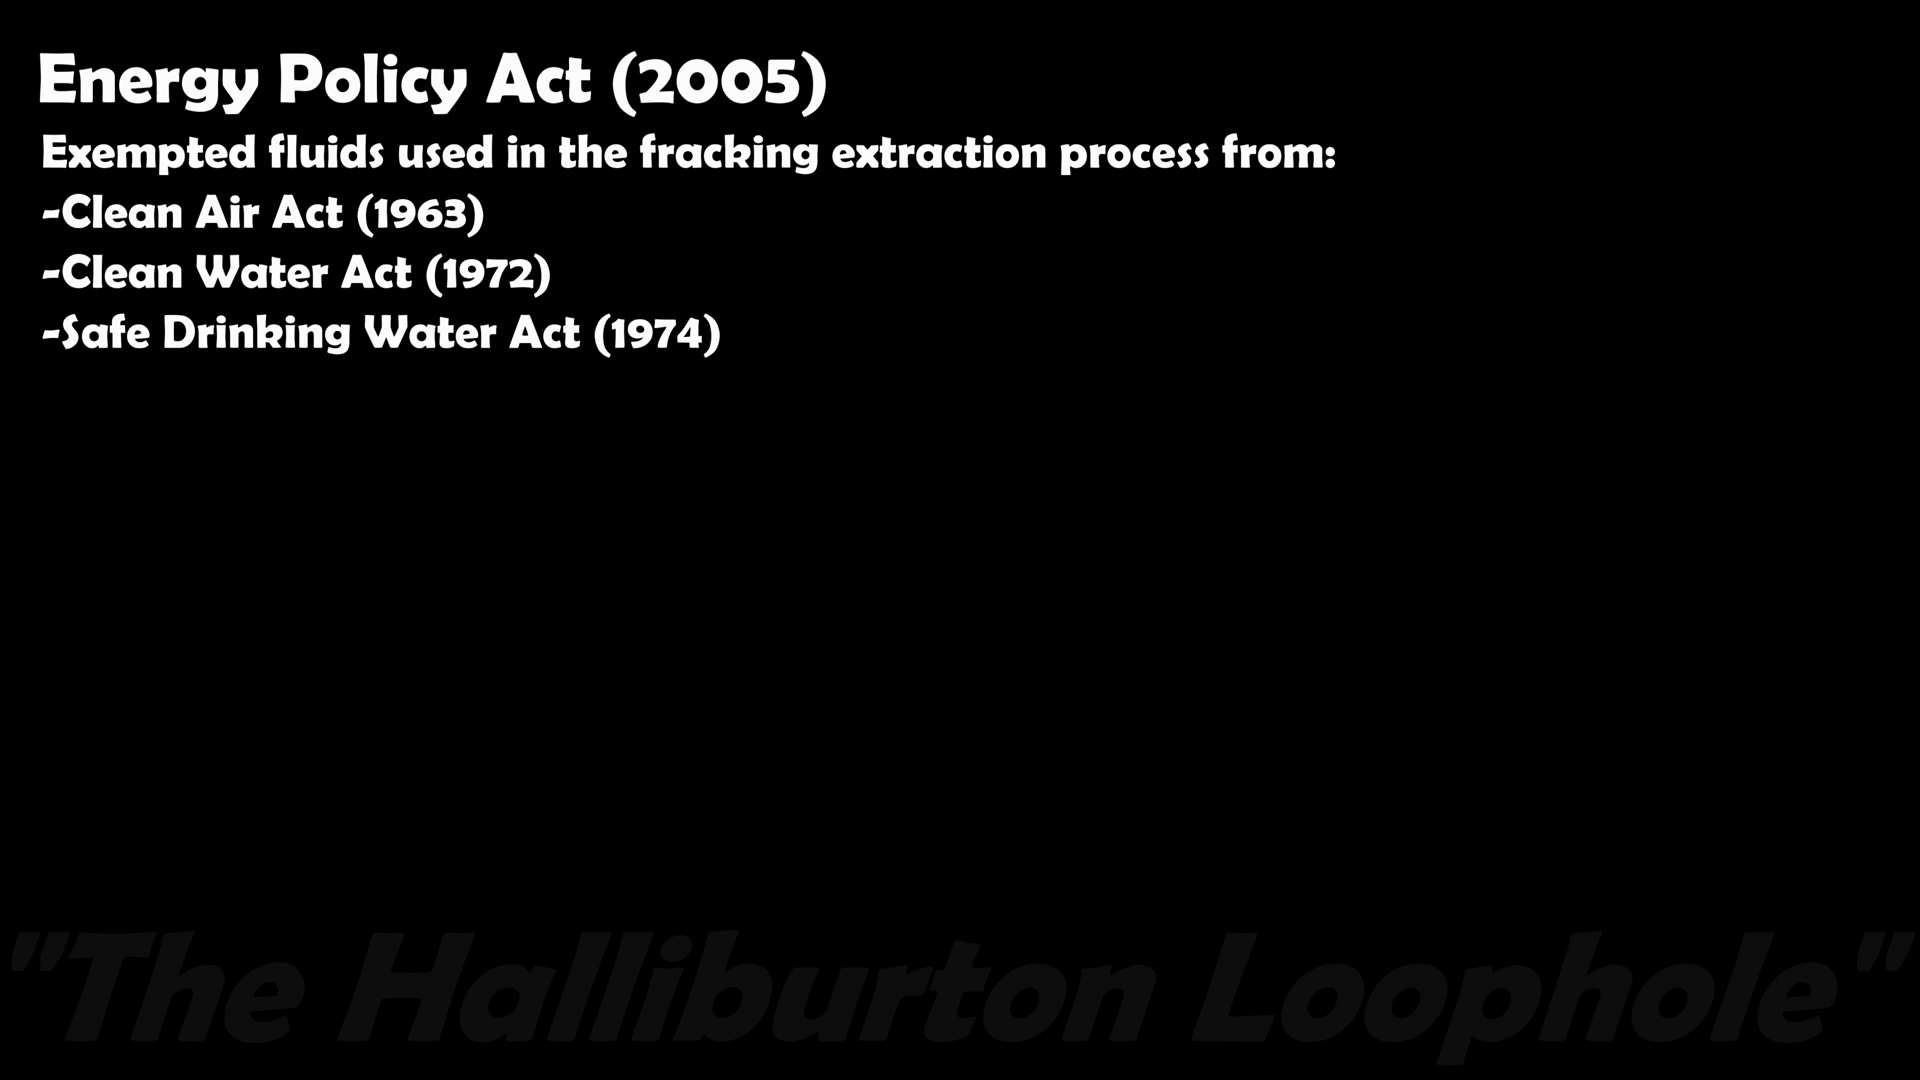 Energy Policy Act (2005)
Exempted fluids used in the fracking extraction process from:
-Clean Air Act (1963)
-Clean Water Act (1972)
-Safe Drinking Water Act (1974)
"The Halliburton Loophole"